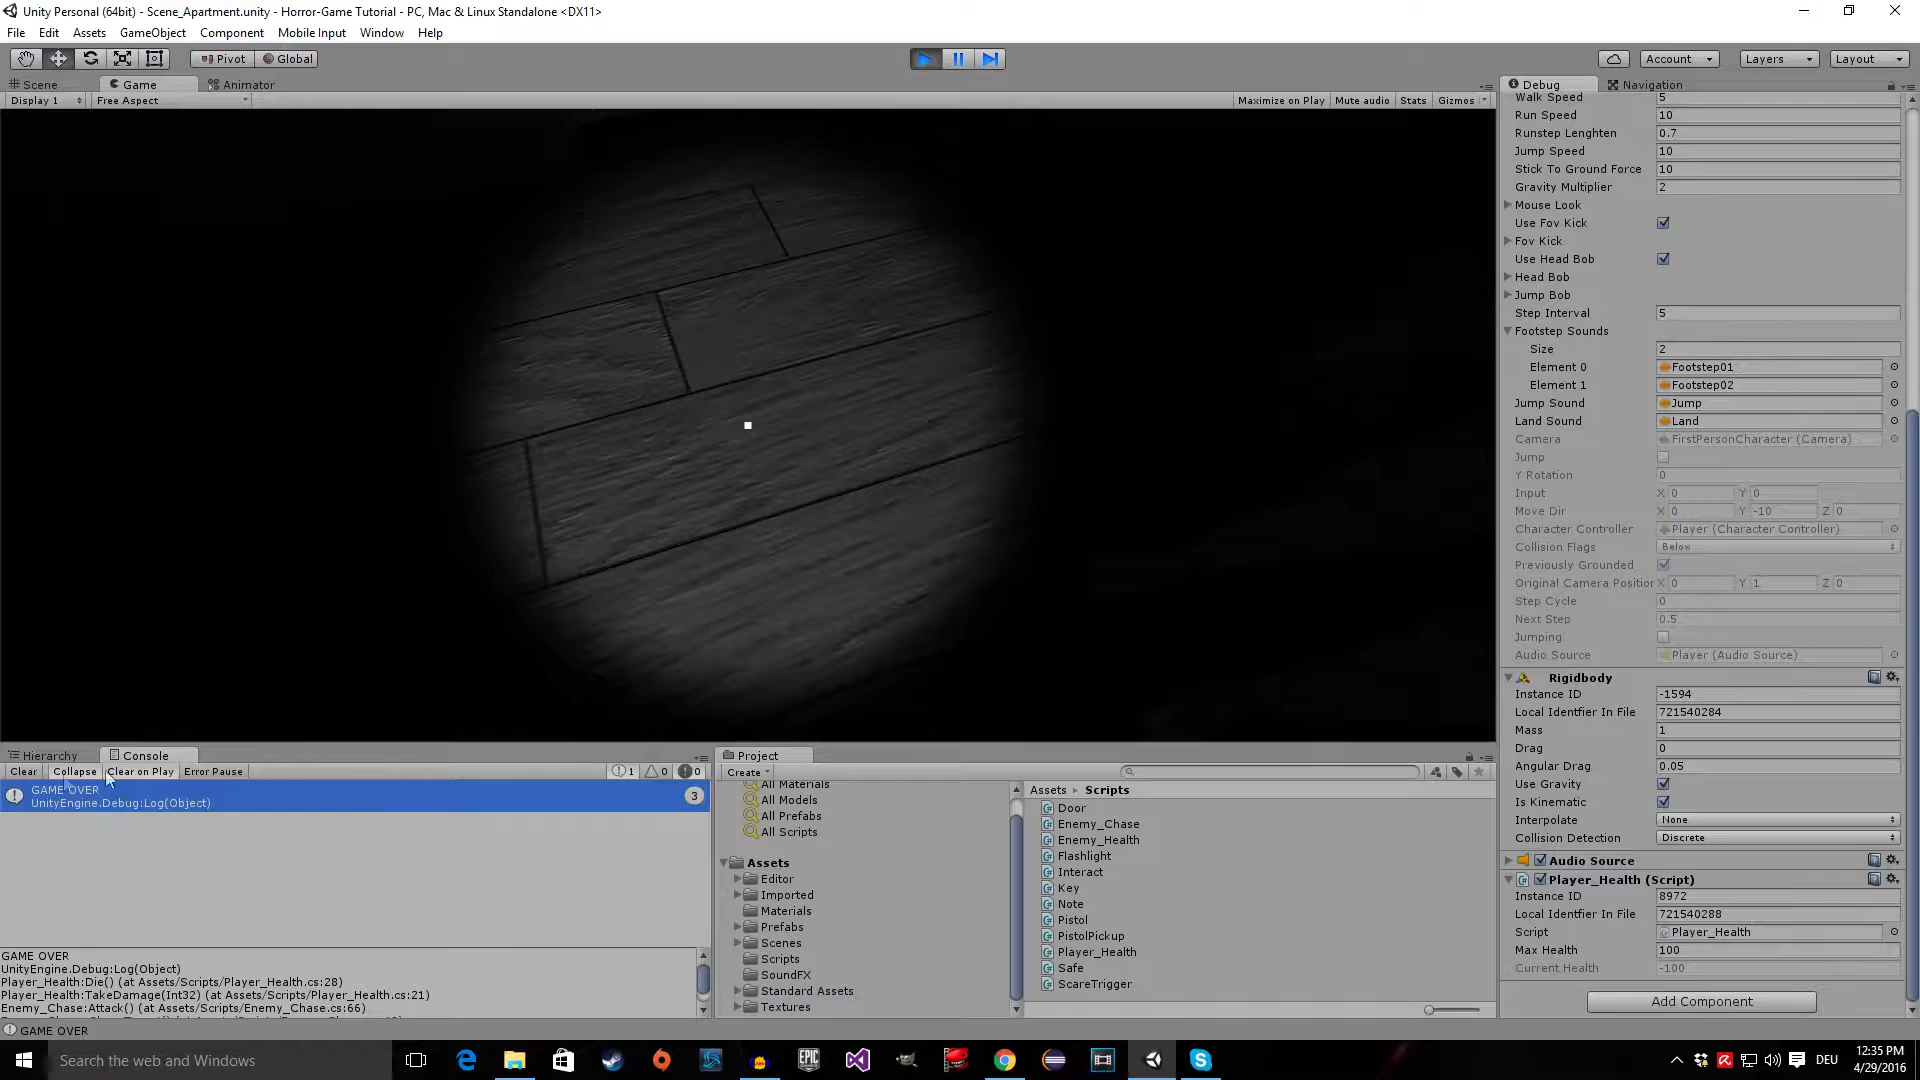 Unity Personal (64bit) - Scene_Apartment.unity - Horror-Game Tutorial - PC, Mac & Linux Standalone <DX11>
File Edit Assets GameObject Component Mobile Input Window Help
Pivot Global Account Layers Layout
Scene Game Animator
Display 1 Free Aspect Maximize on Play Mute audio Stats Gizmos
Debug Navigation
Walk Speed 5
Run Speed 10
Runstep Lenghten 0.7
Jump Speed 10
Stick To Ground Force 10
Gravity Multiplier 2
Mouse Look
Use Fov Kick
Fov Kick
Use Head Bob
Head Bob
Jump Bob
Step Interval 5
Footstep Sounds
Size 2
Element 0 Footstep01
Element 1 Footstep02
Jump Sound Jump
Land Sound Land
Camera FirstPersonCharacter (Camera)
Jump
Y Rotation 0
Input X 0 Y 0
Move Dir X 0 Y -10 Z 0
Character Controller Player (Character Controller)
Collision Flags Below
Previously Grounded
Original Camera Position X 0 Y 1 Z 0
Step Cycle 0
Next Step 0.5
Jumping
Audio Source Player (Audio Source)
Rigidbody
Instance ID -1594
Local Identfier In File 721540284
Mass 1
Drag 0
Angular Drag 0.05
Use Gravity
Is Kinematic
Interpolate None
Collision Detection Discrete
Audio Source
Player_Health (Script)
Instance ID 8972
Local Identfier In File 721540288
Script Player_Health
Max Health 100
Current Health -100
Add Component
Hierarchy Console
Clear Collapse Clear on Play Error Pause 1 0 0
GAME OVER
UnityEngine.Debug:Log(Object)
3
GAME OVER
UnityEngine.Debug:Log(Object)
Player_Health:Die() (at Assets/Scripts/Player_Health.cs:28)
Player_Health:TakeDamage(Int32) (at Assets/Scripts/Player_Health.cs:21)
Enemy_Chase:Attack() (at Assets/Scripts/Enemy_Chase.cs:66)
GAME OVER
Project
Create
All Materials
All Models
All Prefabs
All Scripts
Assets
Editor
Imported
Materials
Prefabs
Scenes
Scripts
SoundFX
Standard Assets
Textures
Assets Scripts
Door
Enemy_Chase
Enemy_Health
Flashlight
Interact
Key
Note
Pistol
PistolPickup
Player_Health
Safe
ScareTrigger
Search the web and Windows
EPIC GAMES
DEU
12:35 PM
4/29/2016